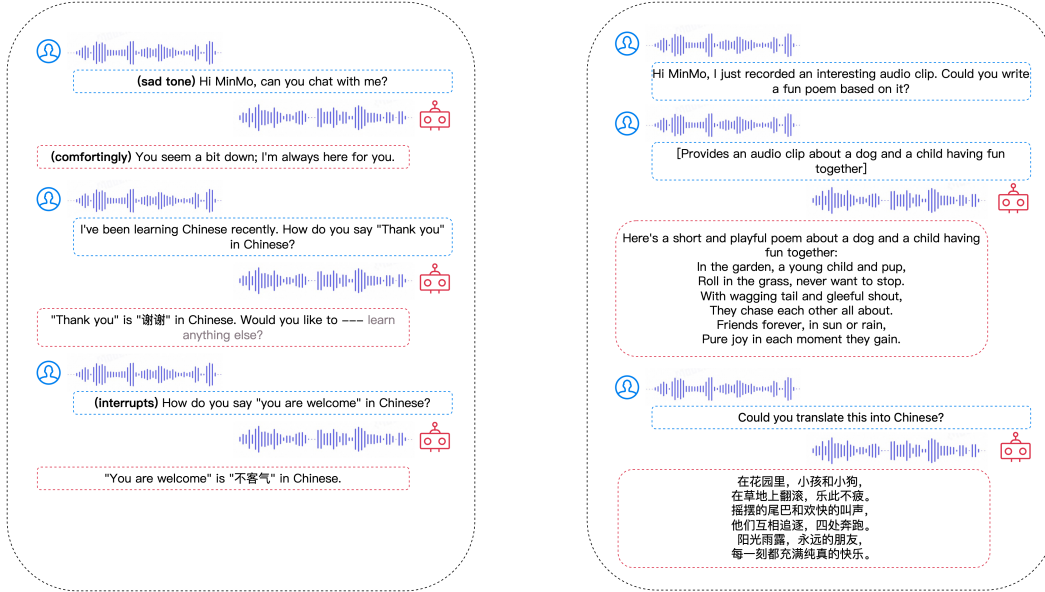 (sad tone) Hi MinMo, can you chat with me?
(comfortingly) You seem a bit down; I'm always here for you.
I've been learning Chinese recently. How do you say "Thank you"
in Chinese?
"Thank you" is "谢谢" in Chinese. Would you like to --- learn
anything else?
(interrupts) How do you say "you are welcome" in Chinese?
"You are welcome" is "不客气" in Chinese.
Hi MinMo, I just recorded an interesting audio clip. Could you write
a fun poem based on it?
[Provides an audio clip about a dog and a child having fun
together]
Here's a short and playful poem about a dog and a child having
fun together:
In the garden, a young child and pup,
Roll in the grass, never want to stop.
With wagging tail and gleeful shout,
They chase each other all about.
Friends forever, in sun or rain,
Pure joy in each moment they gain.
Could you translate this into Chinese?
在花园里，小孩和小狗，
在草地上翻滚，乐此不疲。
摇摆的尾巴和欢快的叫声，
他们互相追逐，四处奔跑。
阳光雨露，永远的朋友，
每一刻都充满纯真的快乐。